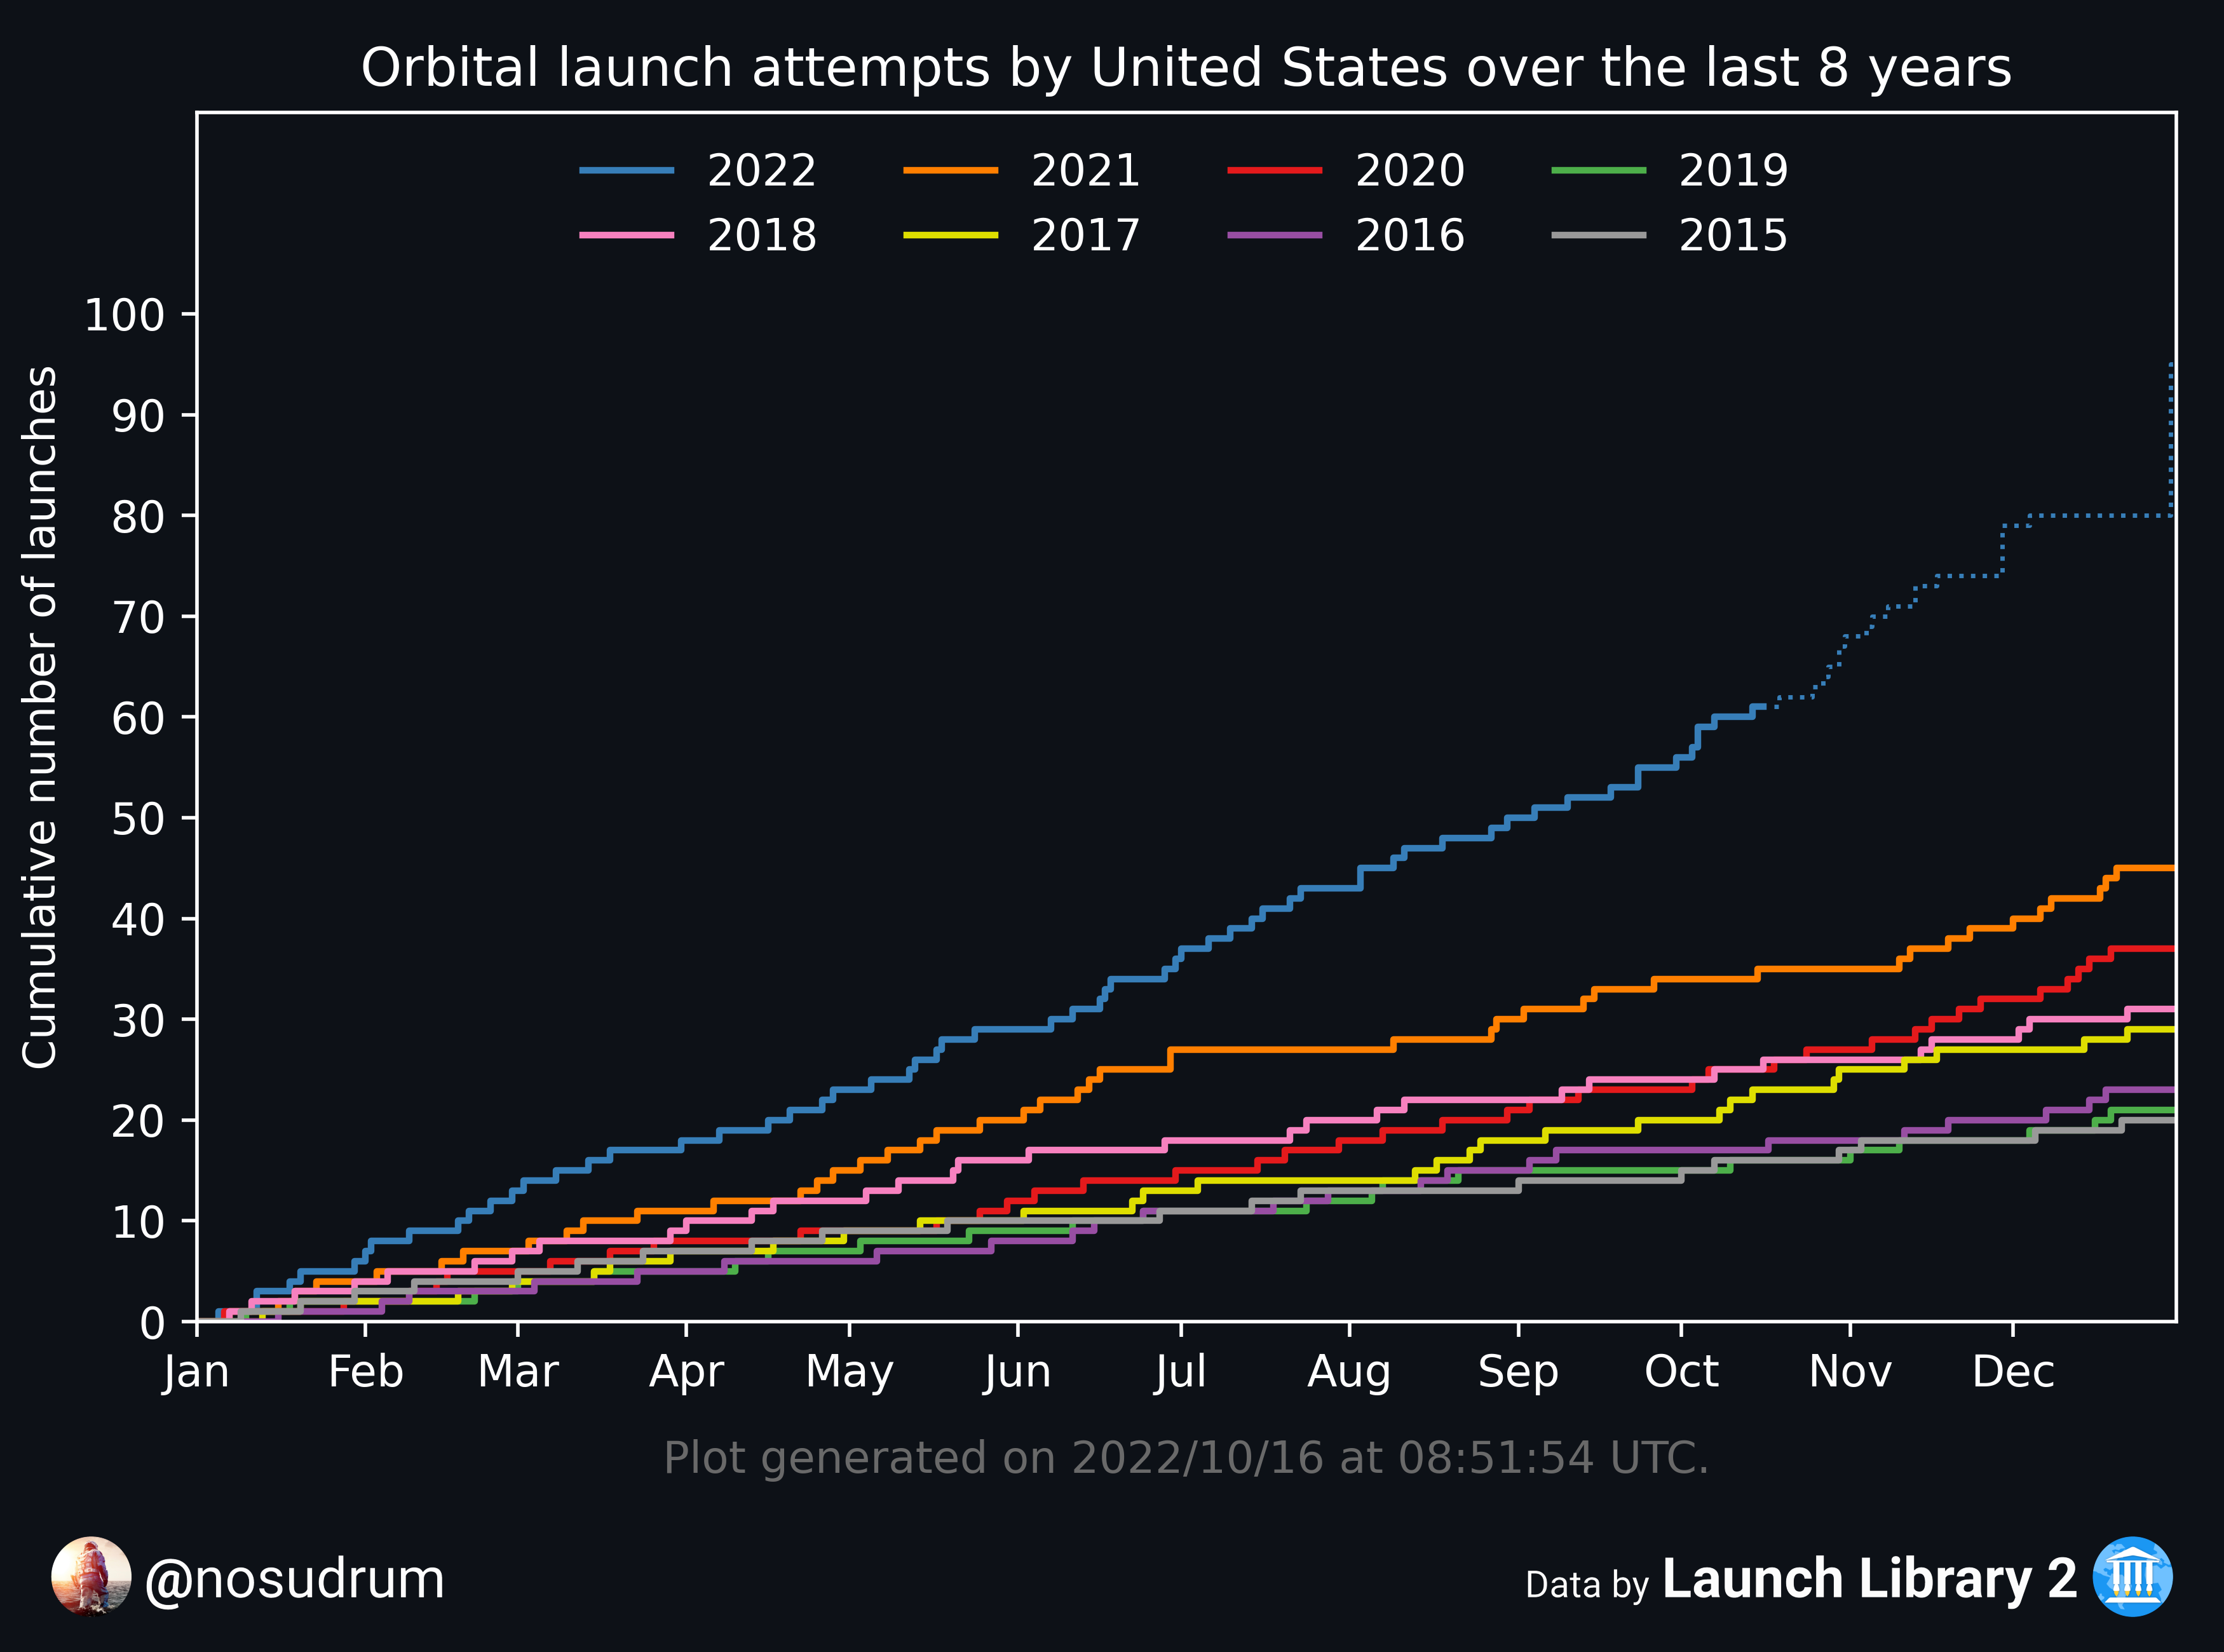 Orbital launch attempts by United States over the last 8 years
2022 2021 2020 2019
2018 2017 2016 2015
Cumulative number of launches
100
90
80
70
60
50
40
30
20
10
0
Jan Feb Mar Apr May Jun Jul Aug Sep Oct Nov Dec
Plot generated on 2022/10/16 at 08:51:54 UTC.
@nosudrum
Data by Launch Library 2